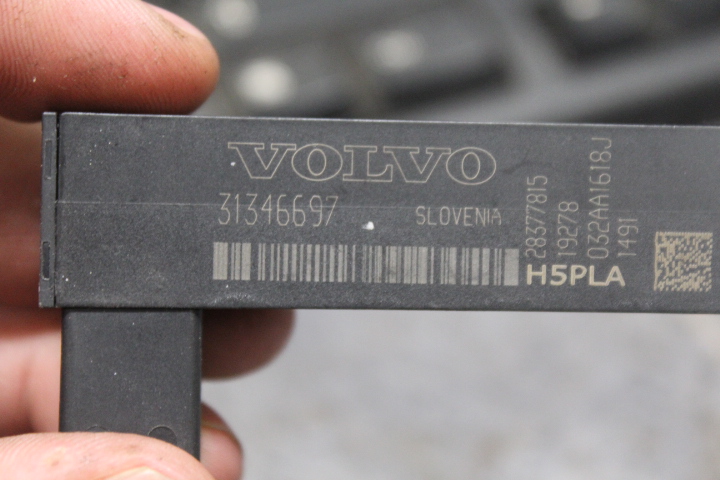 VOLVO
31346697
SLOVENIA
H5PLA
28377815
19278
032AA1618J
1491